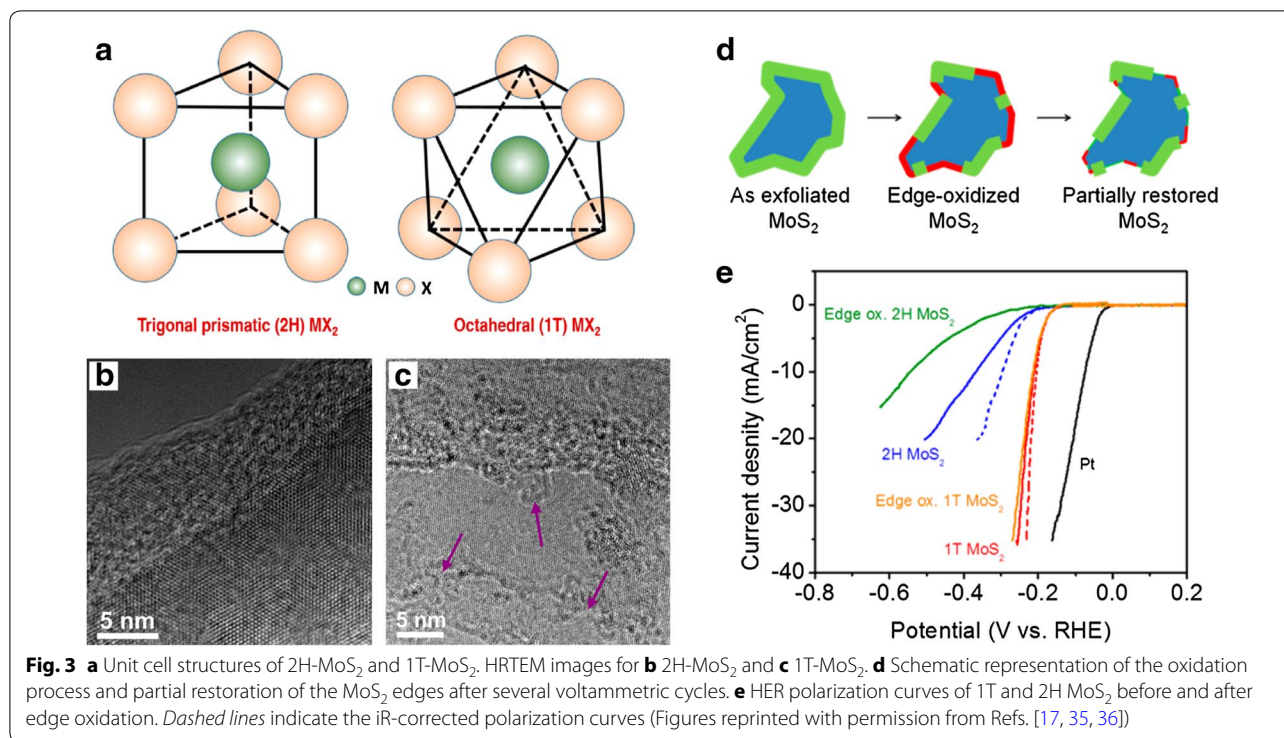 a
M X
Trigonal prismatic (2H) MX₂
Octahedral (1T) MX₂
b
5 nm
c
5 nm
d
As exfoliated
MoS₂
Edge-oxidized
MoS₂
Partially restored
MoS₂
e
Current desnity (mA/cm²)
0
-10
-20
-30
-40
Edge ox. 2H MoS₂
2H MoS₂
Edge ox. 1T MoS₂
1T MoS₂
Pt
-0.8 -0.6 -0.4 -0.2 0.0 0.2
Potential (V vs. RHE)
Fig. 3 a Unit cell structures of 2H-MoS₂ and 1T-MoS₂. HRTEM images for b 2H-MoS₂ and c 1T-MoS₂. d Schematic representation of the oxidation
process and partial restoration of the MoS₂ edges after several voltammetric cycles. e HER polarization curves of 1T and 2H MoS₂ before and after
edge oxidation. Dashed lines indicate the iR-corrected polarization curves (Figures reprinted with permission from Refs. [17, 35, 36])